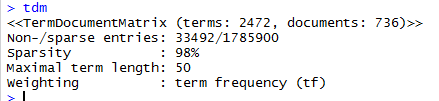 > tdm
<<TermDocumentMatrix (terms: 2472, documents: 736)>>
Non-/sparse entries: 33492/1785900
Sparsity           : 98%
Maximal term length: 50
Weighting          : term frequency (tf)
>